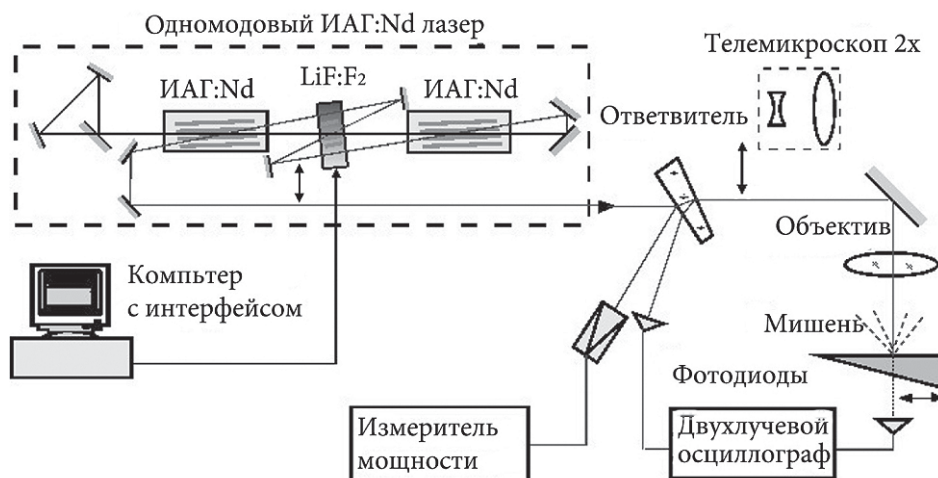 Одномодовый ИАГ:Nd лазер
ИАГ:Nd
LiF:F2
ИАГ:Nd
Телемикроскоп 2x
Ответвитель
Объектив
Компьтер
с интерфейсом
Мишень
Фотодиоды
Измеритель
мощности
Двухлучевой
осциллограф